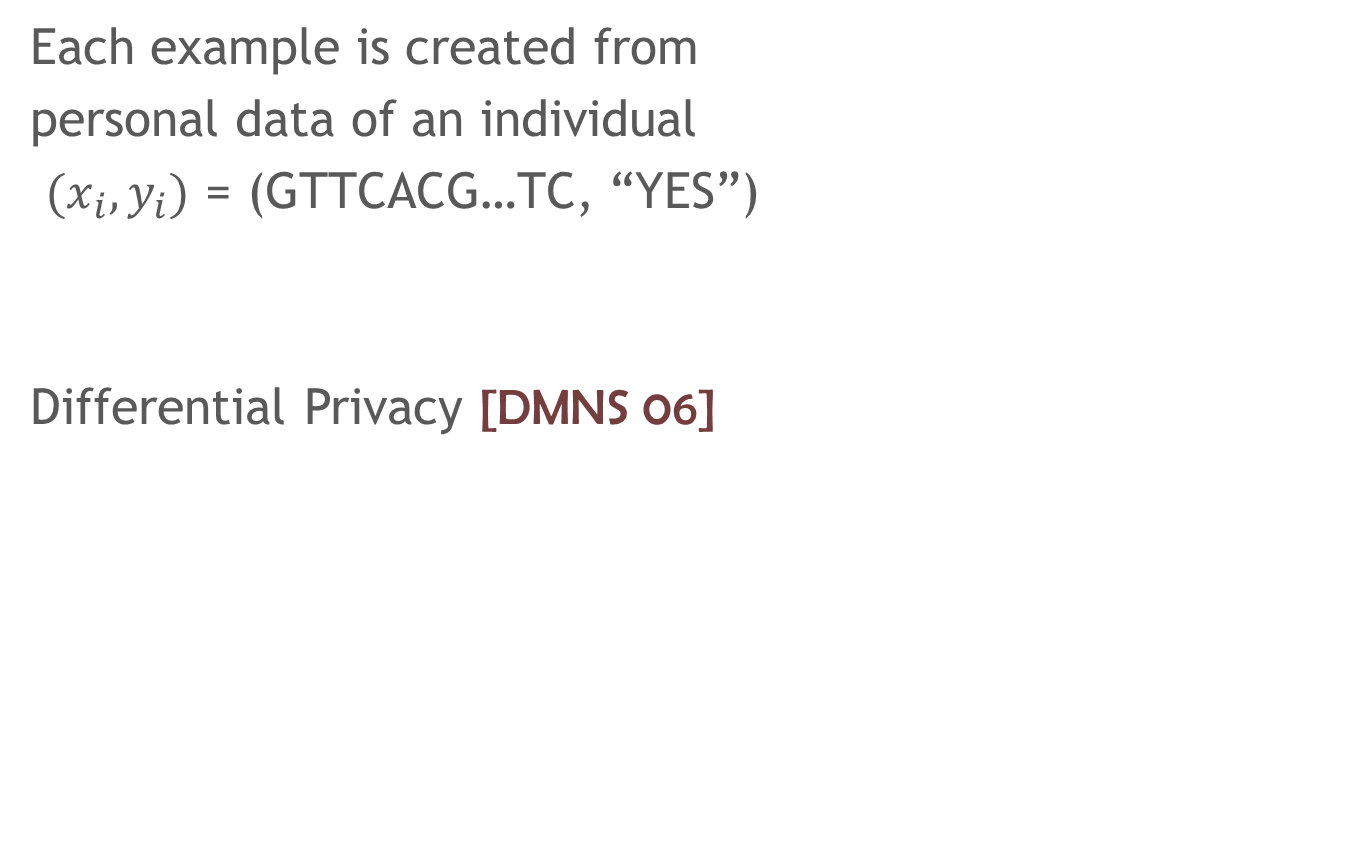 Each example is created from
personal data of an individual
(xᵢ, yᵢ) = (GTTCACG…TC, “YES”)
Differential Privacy [DMNS 06]